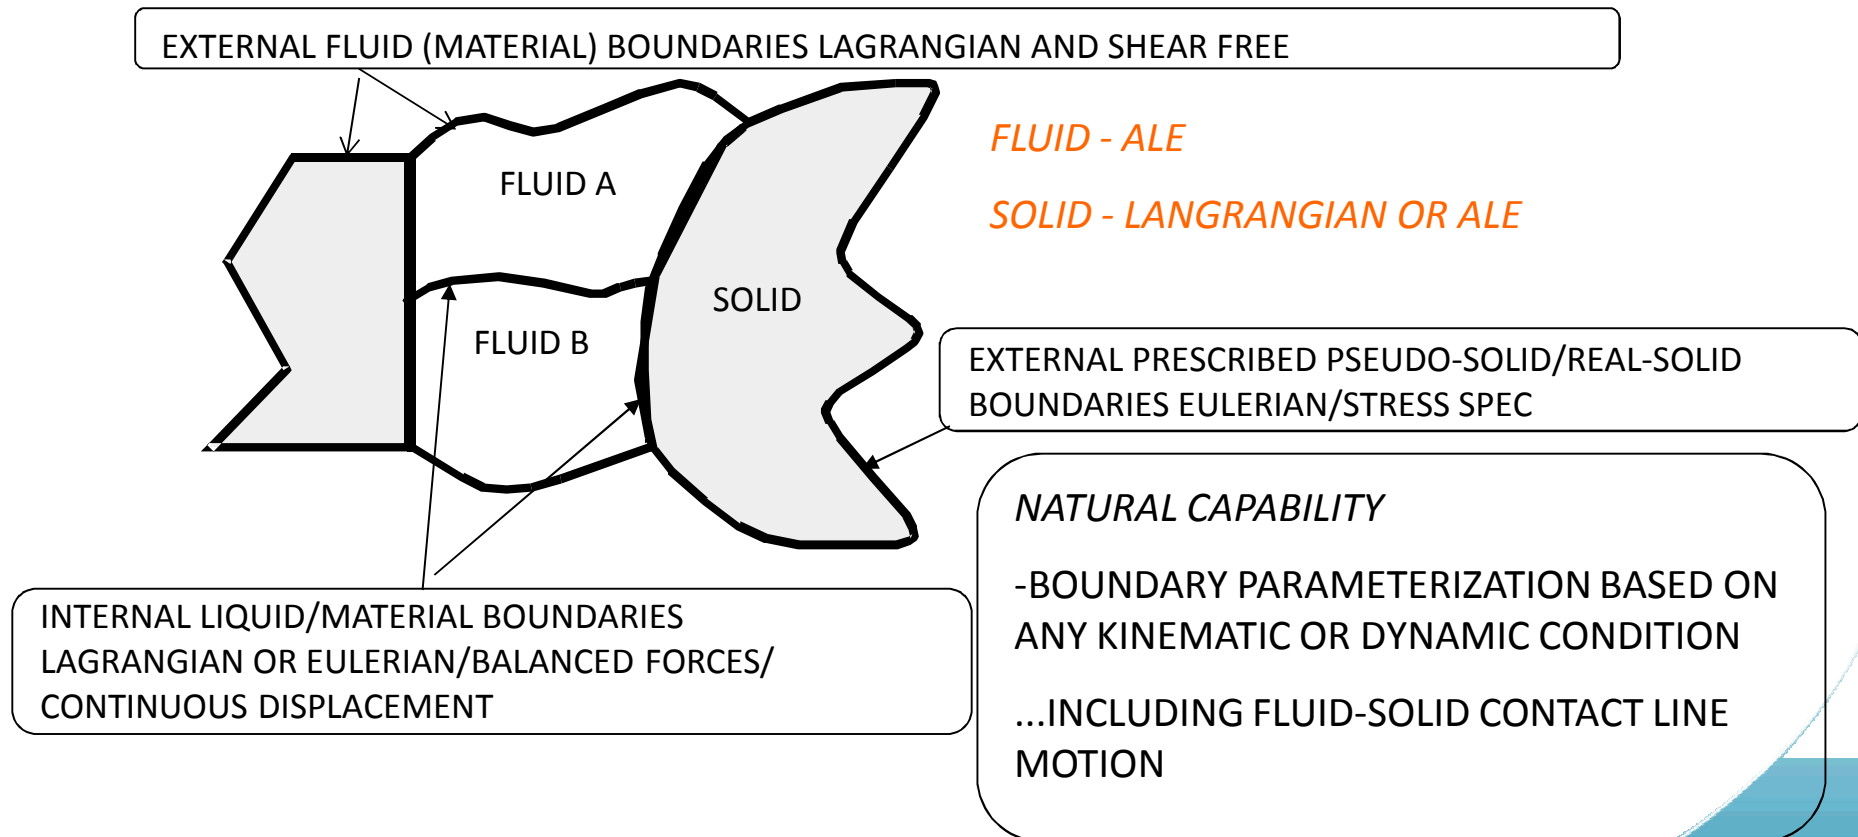 EXTERNAL FLUID (MATERIAL) BOUNDARIES LAGRANGIAN AND SHEAR FREE
FLUID - ALE
SOLID - LANGRANGIAN OR ALE
FLUID A
SOLID
FLUID B
EXTERNAL PRESCRIBED PSEUDO-SOLID/REAL-SOLID
BOUNDARIES EULERIAN/STRESS SPEC
INTERNAL LIQUID/MATERIAL BOUNDARIES
LAGRANGIAN OR EULERIAN/BALANCED FORCES/
CONTINUOUS DISPLACEMENT
NATURAL CAPABILITY
-BOUNDARY PARAMETERIZATION BASED ON
ANY KINEMATIC OR DYNAMIC CONDITION
...INCLUDING FLUID-SOLID CONTACT LINE
MOTION